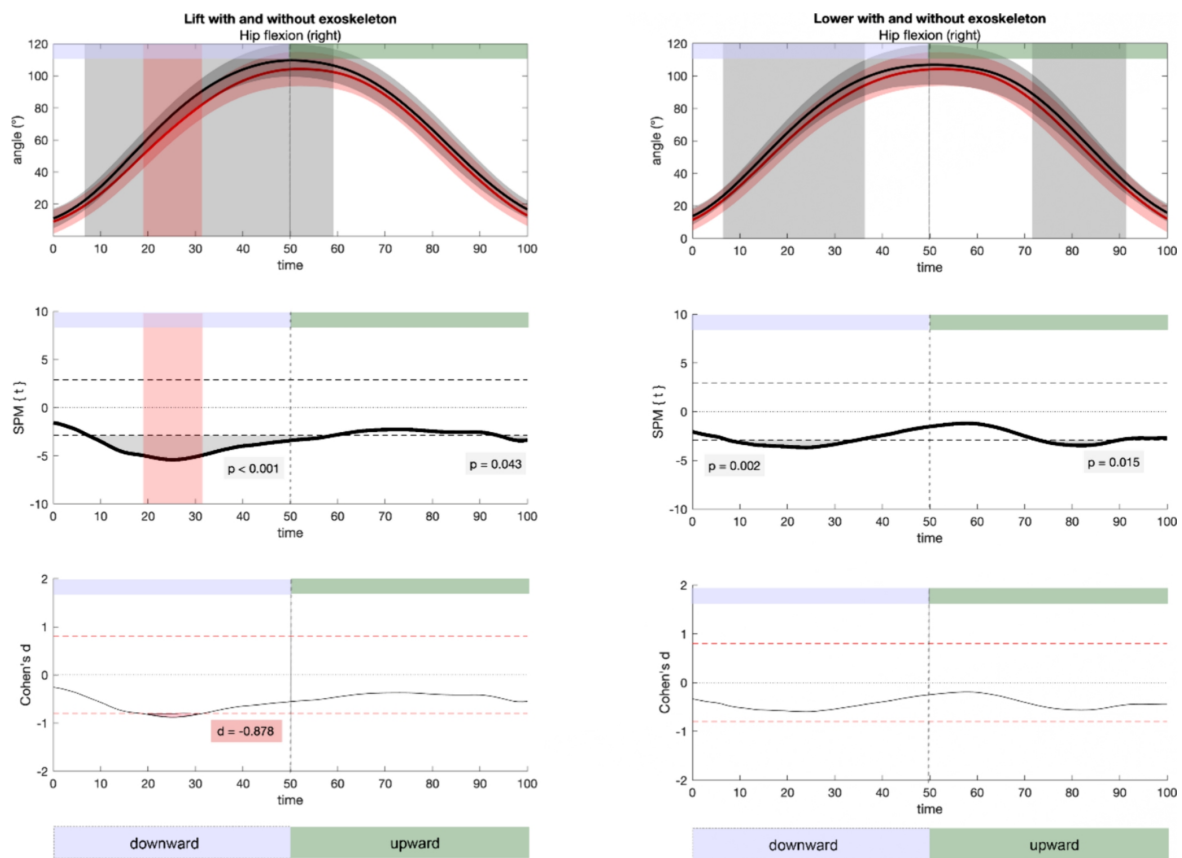 Lift with and without exoskeleton
Hip flexion (right)
120
100
80
60
40
20
angle (°)
0 10 20 30 40 50 60 70 80 90 100
time
10
5
0
-5
-10
SPM { t }
p < 0.001
p = 0.043
0 10 20 30 40 50 60 70 80 90 100
time
2
1
0
-1
-2
Cohen's d
d = -0.878
0 10 20 30 40 50 60 70 80 90 100
time
downward upward
Lower with and without exoskeleton
Hip flexion (right)
120
100
80
60
40
20
0
angle (°)
0 10 20 30 40 50 60 70 80 90 100
time
10
5
0
-5
-10
SPM { t }
p = 0.002
p = 0.015
0 10 20 30 40 50 60 70 80 90 100
time
2
1
0
-1
-2
Cohen's d
0 10 20 30 40 50 60 70 80 90 100
time
downward upward